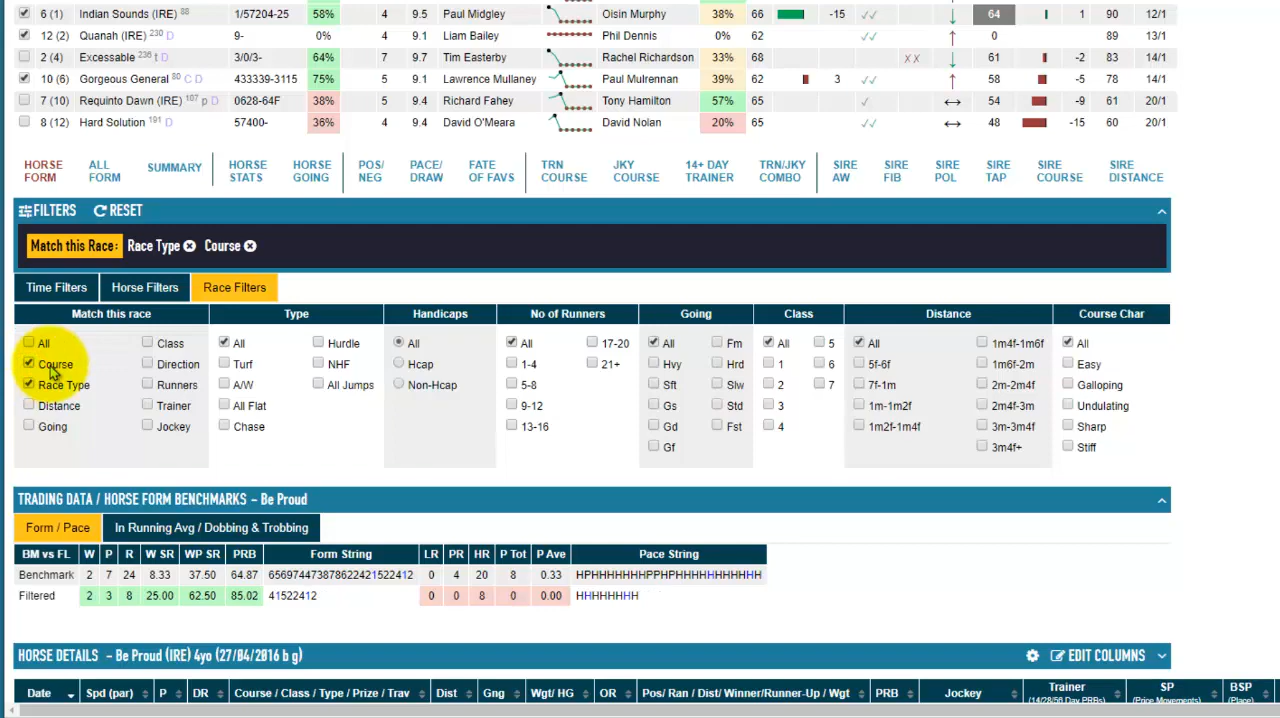 6 (1) Indian Sounds (IRE) 88 1/57204-25 58% 4 9.5 Paul Midgley Oisin Murphy 38% 66 -15 ✓✓ ↓ 64 1 90 12/1
12 (2) Quanah (IRE) 230 D 9- 0% 4 9.1 Liam Bailey Phil Dennis 0% 62 ✓✓ ↑ 0 89 13/1
2 (4) Excessable 236 t D 3/0/3- 64% 7 9.7 Tim Easterby Rachel Richardson 33% 68 xx ↓ 61 -2 83 14/1
10 (6) Gorgeous General 80 C D 433339-3115 75% 5 9.1 Lawrence Mullaney Paul Mulrennan 39% 62 3 ✓✓ ↑ 58 -5 78 14/1
7 (10) Requinto Dawn (IRE) 107 p D 0628-64F 38% 5 9.4 Richard Fahey Tony Hamilton 57% 65 ✓ ↔ 54 -9 61 20/1
8 (12) Hard Solution 191 D 57400- 36% 4 9.4 David O'Meara David Nolan 20% 65 ✓✓ ↔ 48 -15 60 20/1
HORSE FORM ALL FORM SUMMARY HORSE STATS HORSE GOING POS/ NEG PACE/ DRAW FATE OF FAVS TRN COURSE JKY COURSE 14+ DAY TRAINER TRN/JKY COMBO SIRE AW SIRE FIB SIRE POL SIRE TAP SIRE COURSE SIRE DISTANCE
FILTERS RESET
Match this Race: Race Type Course
Time Filters Horse Filters Race Filters
Match this race Type Handicaps No of Runners Going Class Distance Course Char
All Class All Hurdle All All 17-20 All Fm All 5 All 1m4f-1m6f All
Course Direction Turf NHF Hcap 1-4 21+ Hvy Hrd 1 6 5f-6f 1m6f-2m Easy
Race Type Runners A/W All Jumps Non-Hcap 5-8 Sft Slw 2 7 7f-1m 2m-2m4f Galloping
Distance Trainer All Flat 9-12 Gs Std 3 1m-1m2f 2m4f-3m Undulating
Going Jockey Chase 13-16 Gd Fst 4 1m2f-1m4f 3m-3m4f Sharp
Gf 3m4f+ Stiff
TRADING DATA / HORSE FORM BENCHMARKS - Be Proud
Form / Pace In Running Avg / Dobbing & Trobbing
BM vs FL W P R W SR WP SR PRB Form String LR PR HR P Tot P Ave Pace String
Benchmark 2 7 24 8.33 37.50 64.87 656974473878622421522412 0 4 20 8 0.33 HPHHHHHHHPPHPHHHHHHHHHHH
Filtered 2 3 8 25.00 62.50 85.02 41522412 0 0 8 0 0.00 HHHHHHHH
HORSE DETAILS - Be Proud (IRE) 4yo (27/04/2016 b g) EDIT COLUMNS
Date Spd (par) P DR Course / Class / Type / Prize / Trav Dist Gng Wgt/ HG OR Pos/ Ran / Dist/ Winner/Runner-Up / Wgt PRB Jockey Trainer SP BSP
(14/28/56 Day PRBs) (Price Movements) (Place)